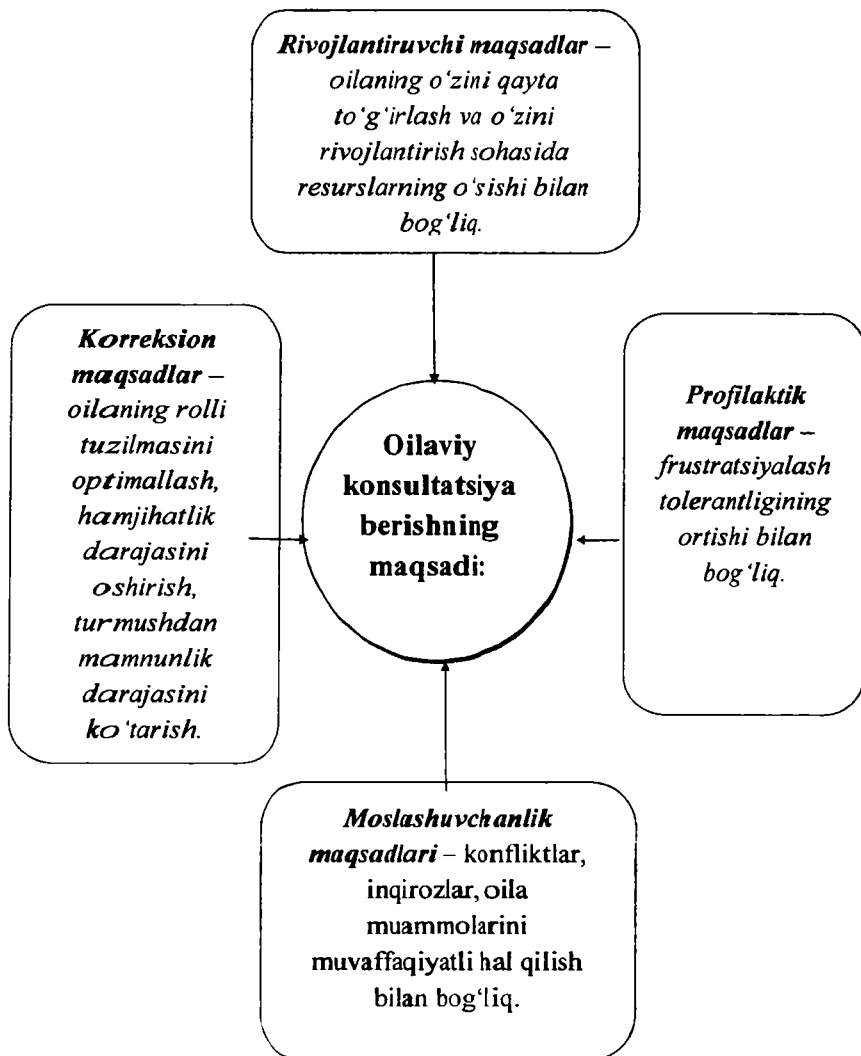 Rivojlantiruvchi maqsadlar –
oilaning o‘zini qayta
to‘g‘irlash va o‘zini
rivojlantirish sohasida
resurslarning o‘sishi bilan
bog‘liq.
Korreksion
maqsadlar –
oilaning rolli
tuzilmasini
optimallash,
hamjihatlik
darajasini
oshirish,
turmushdan
mamnunlik
darajasini
ko‘tarish.
Oilaviy
konsultatsiya
berishning
maqsadi:
Profilaktik
maqsadlar –
frustratsiyalash
tolerantligining
ortishi bilan
bog‘liq.
Moslashuvchanlik
maqsadlari – konfliktlar,
inqirozlar, oila
muammolarini
muvaffaqiyatli hal qilish
bilan bog‘liq.